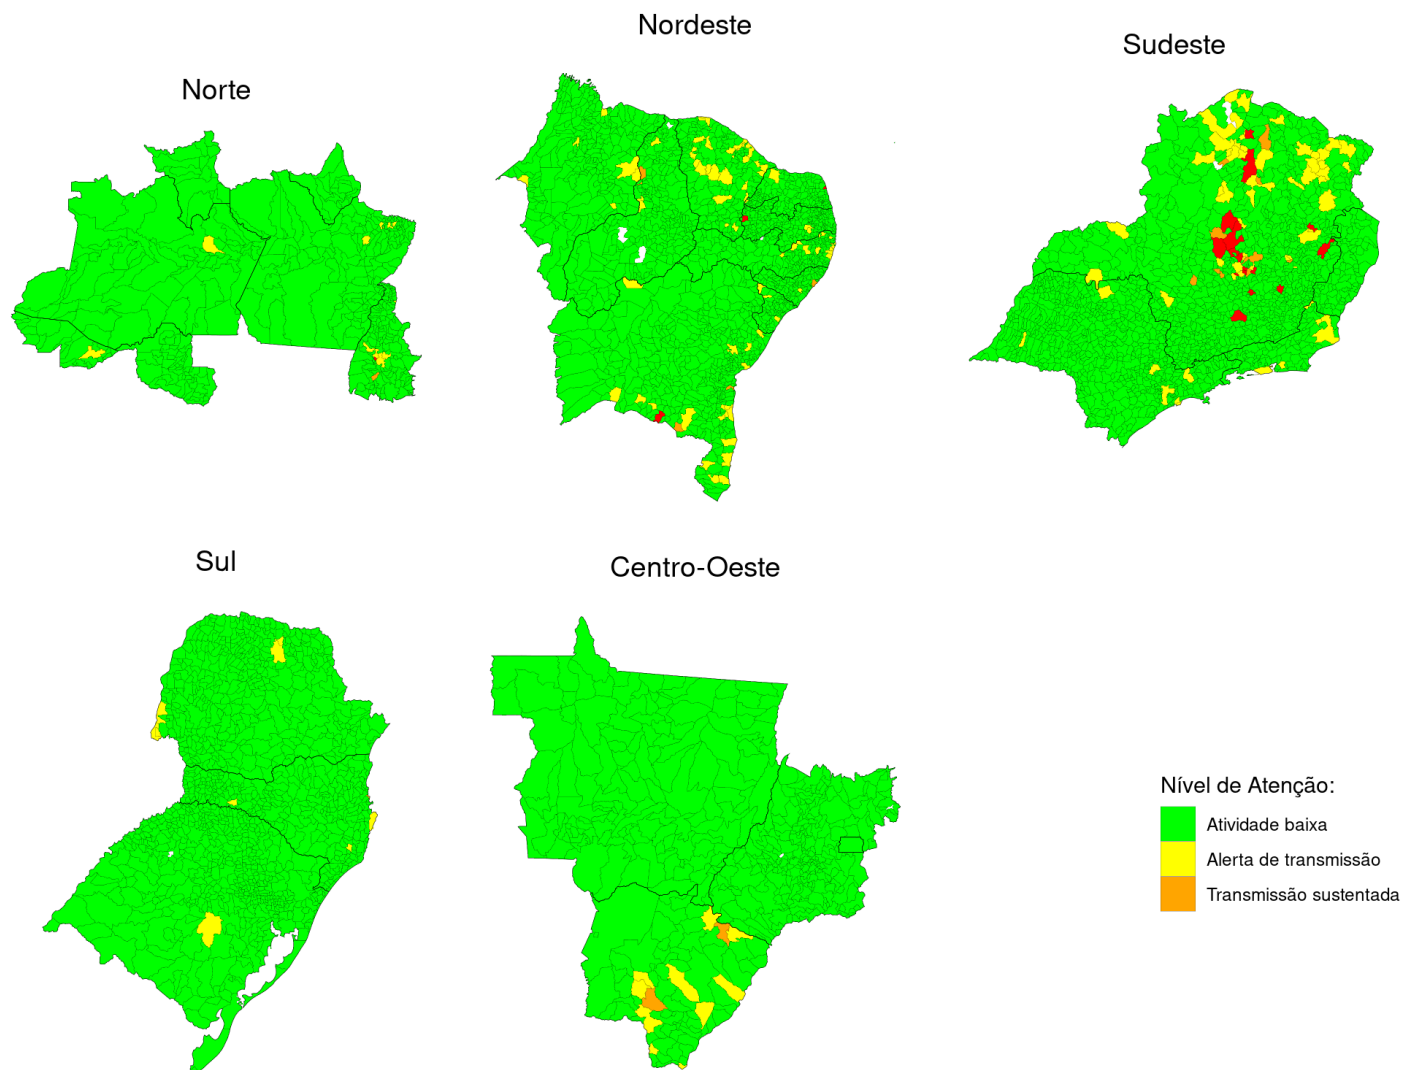 Nordeste
Sudeste
Norte
Sul
Centro-Oeste
Nível de Atenção:
Atividade baixa
Alerta de transmissão
Transmissão sustentada